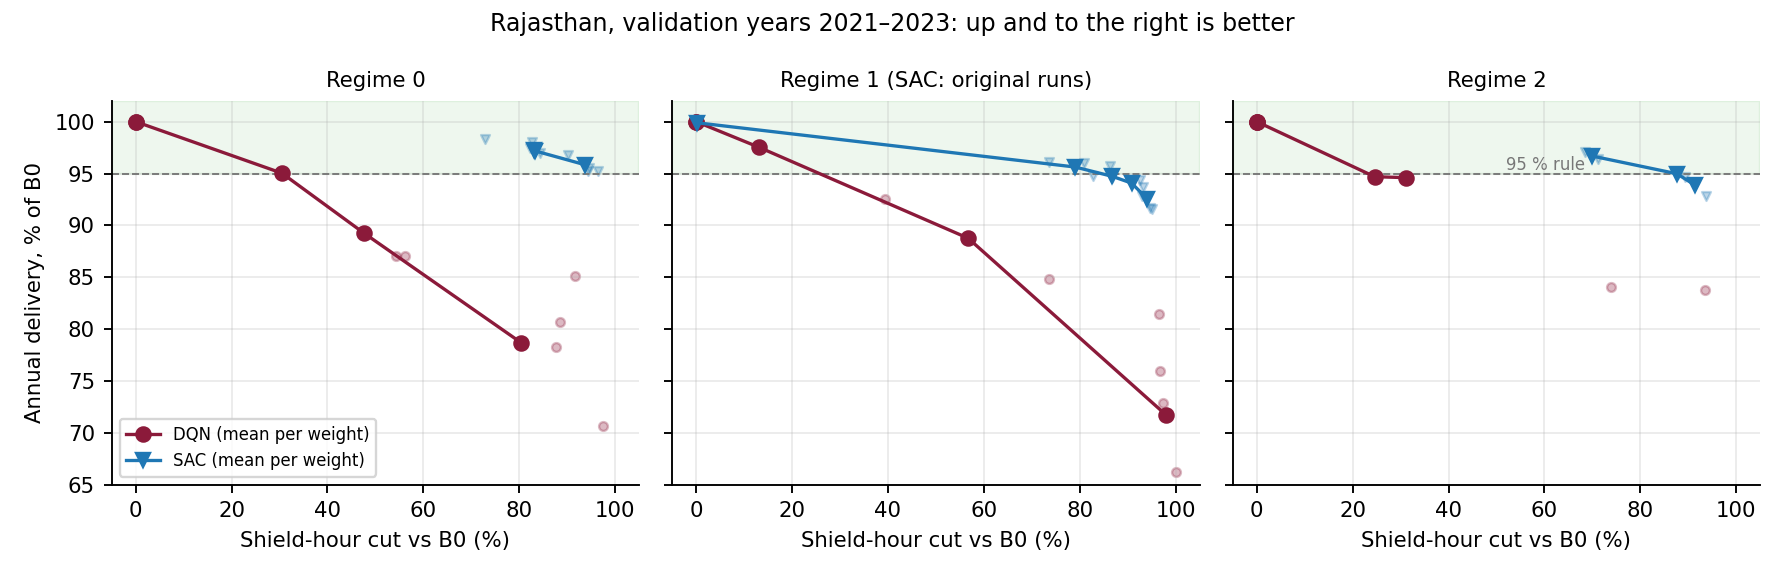 Rajasthan, validation years 2021–2023: up and to the right is better
Regime 0
Regime 1 (SAC: original runs)
Regime 2
Annual delivery, % of B0
100
95
90
85
80
75
70
65
95 % rule
DQN (mean per weight)
SAC (mean per weight)
0 20 40 60 80 100
0 20 40 60 80 100
0 20 40 60 80 100
Shield-hour cut vs B0 (%)
Shield-hour cut vs B0 (%)
Shield-hour cut vs B0 (%)